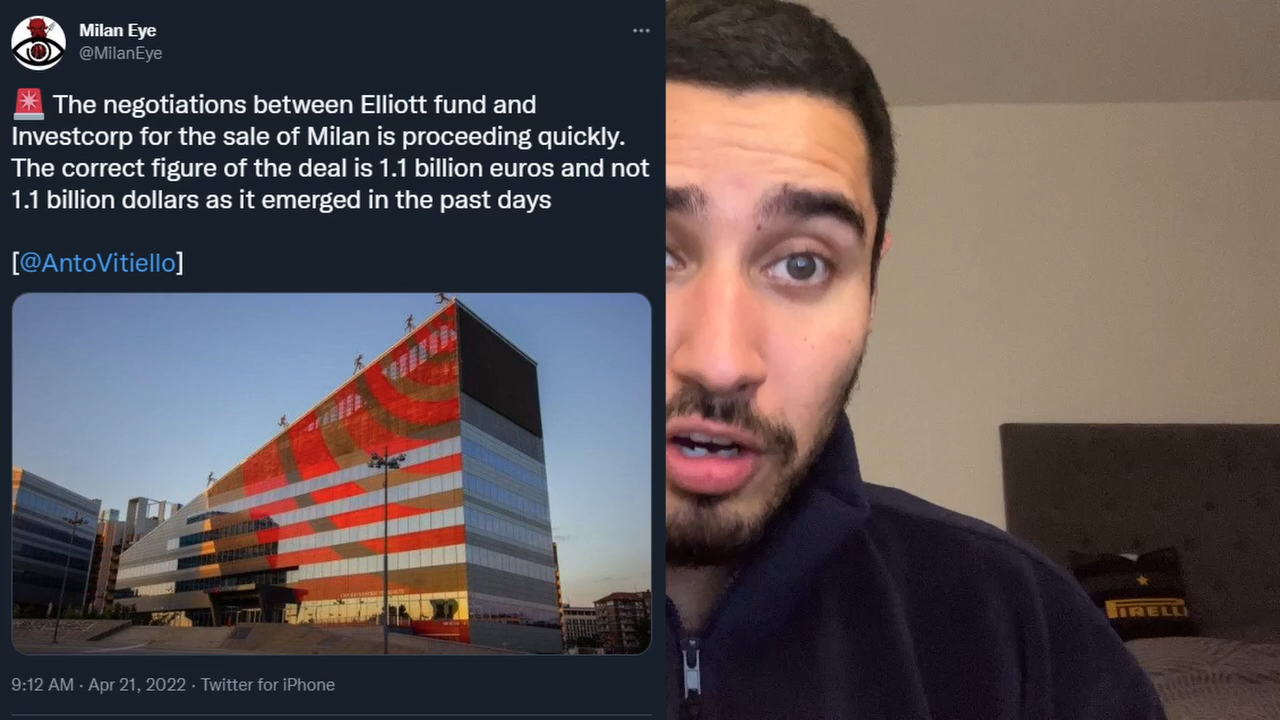 Milan Eye
@MilanEye
🚨 The negotiations between Elliott fund and
Investcorp for the sale of Milan is proceeding quickly.
The correct figure of the deal is 1.1 billion euros and not
1.1 billion dollars as it emerged in the past days
[@AntoVitiello]
9:12 AM · Apr 21, 2022 · Twitter for iPhone
PIRELLI